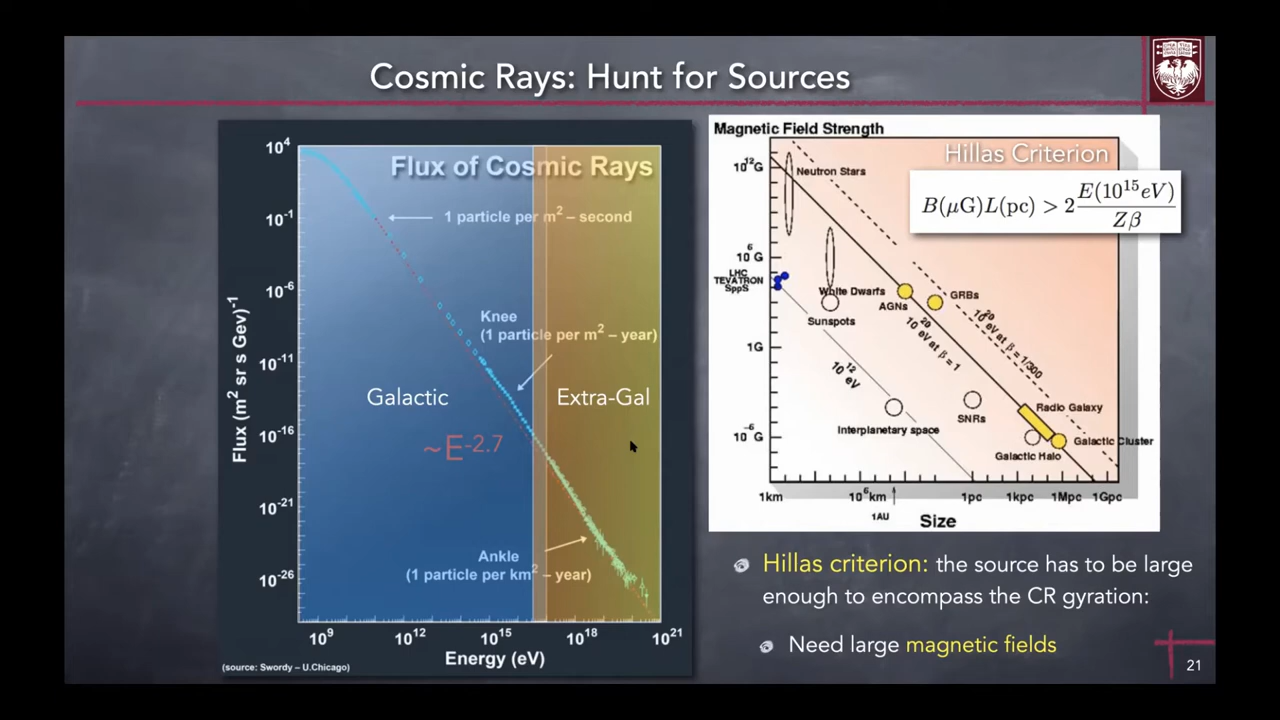 Cosmic Rays: Hunt for Sources
Flux of Cosmic Rays
10^4
10^-1
10^-6
10^-11
10^-16
10^-21
10^-26
Flux (m^2 sr s Gev)^-1
1 particle per m^2 – second
Knee
(1 particle per m^2 – year)
Galactic
Extra-Gal
~E^-2.7
Ankle
(1 particle per km^2 – year)
10^9
10^12
10^15
10^18
10^21
Energy (eV)
(source: Swordy – U.Chicago)
Magnetic Field Strength
Hillas Criterion
B(μG)L(pc) > 2 E(10^15 eV) / Zβ
10^12 G
10^6 G
1G
10^-6 G
Neutron Stars
LHC
TEVATRON
SppS
White Dwarfs
Sunspots
AGNs
GRBs
10^20 eV at β=1
10^20 eV at β=1/300
10^12 eV
Interplanetary space
SNRs
Radio Galaxy
Galactic Cluster
Galactic Halo
1km
10^6 km
1pc
1kpc
1Mpc
1Gpc
1AU
Size
Hillas criterion: the source has to be large
enough to encompass the CR gyration:
Need large magnetic fields
21